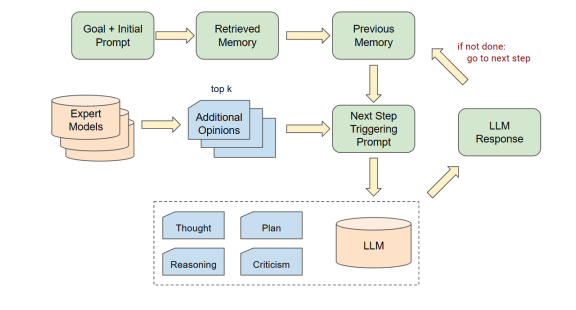 Goal + Initial
Prompt
Retrieved
Memory
Previous
Memory
if not done:
go to next step
Expert
Models
top k
Additional
Opinions
Next Step
Triggering
Prompt
LLM
Response
Thought
Plan
Reasoning
Criticism
LLM